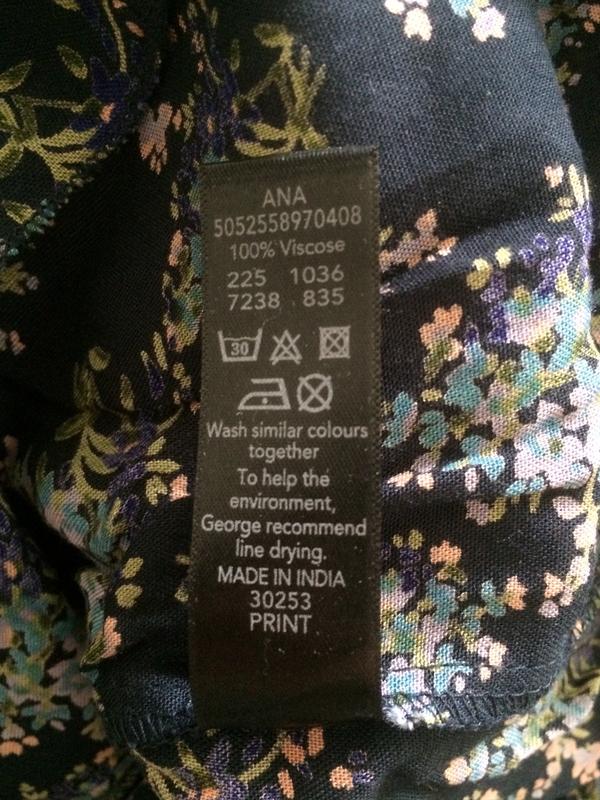 ANA
5052558970408
100% Viscose
225 1036
7238 835
30
Wash similar colours
together
To help the
environment,
George recommend
line drying.
MADE IN INDIA
30253
PRINT